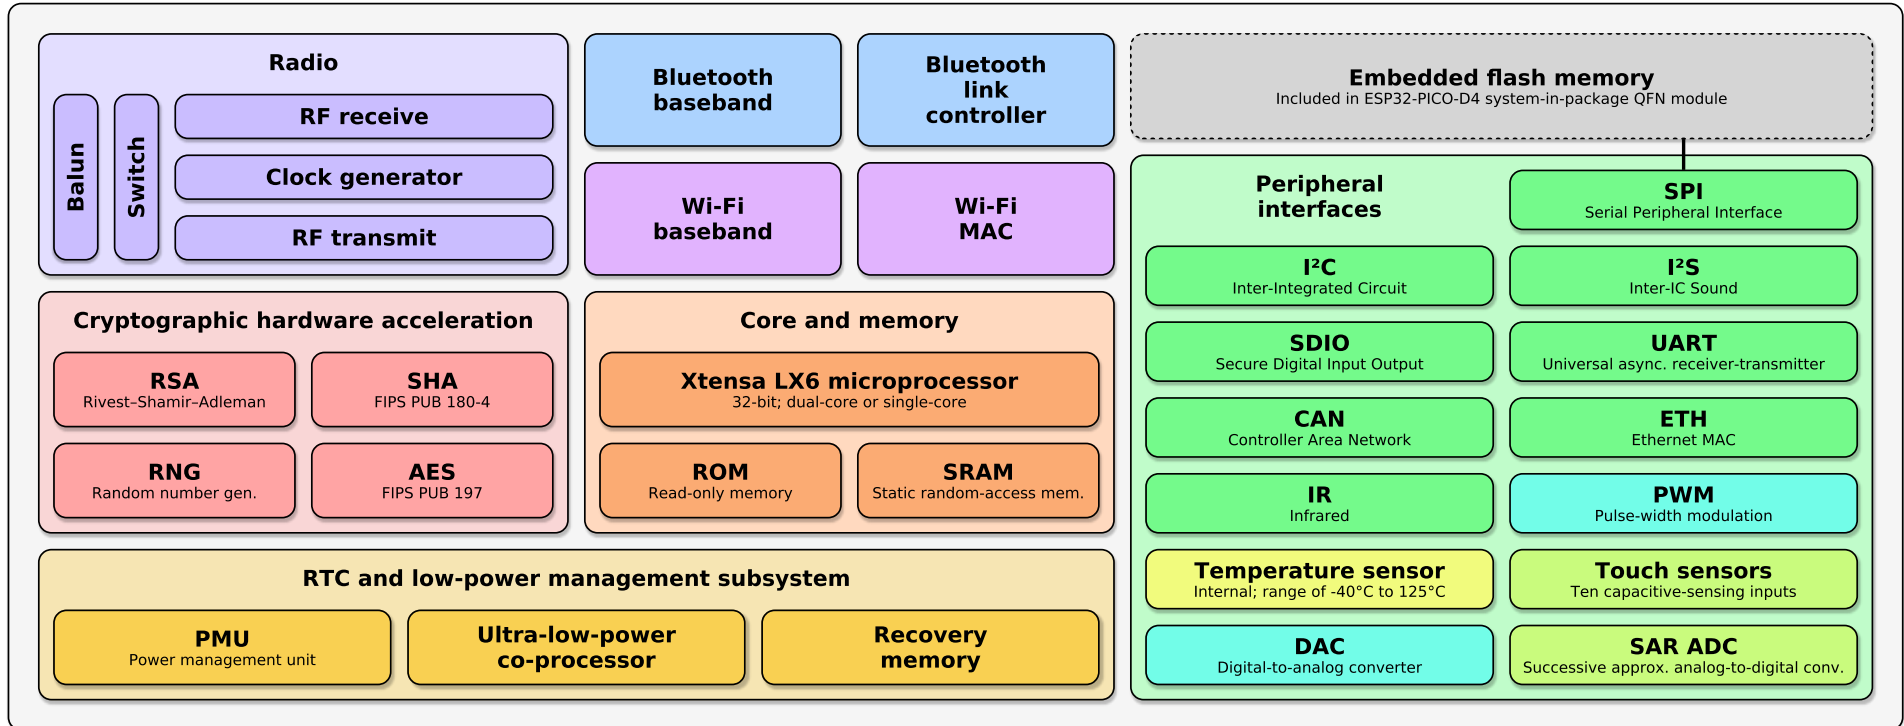 Radio
Balun
Switch
RF receive
Clock generator
RF transmit
Bluetooth
baseband
Bluetooth
link
controller
Wi-Fi
baseband
Wi-Fi
MAC
Embedded flash memory
Included in ESP32-PICO-D4 system-in-package QFN module
Cryptographic hardware acceleration
RSA
Rivest–Shamir–Adleman
SHA
FIPS PUB 180-4
RNG
Random number gen.
AES
FIPS PUB 197
Core and memory
Xtensa LX6 microprocessor
32-bit; dual-core or single-core
ROM
Read-only memory
SRAM
Static random-access mem.
RTC and low-power management subsystem
PMU
Power management unit
Ultra-low-power
co-processor
Recovery
memory
Peripheral
interfaces
SPI
Serial Peripheral Interface
I²C
Inter-Integrated Circuit
I²S
Inter-IC Sound
SDIO
Secure Digital Input Output
UART
Universal async. receiver-transmitter
CAN
Controller Area Network
ETH
Ethernet MAC
IR
Infrared
PWM
Pulse-width modulation
Temperature sensor
Internal; range of -40°C to 125°C
Touch sensors
Ten capacitive-sensing inputs
DAC
Digital-to-analog converter
SAR ADC
Successive approx. analog-to-digital conv.